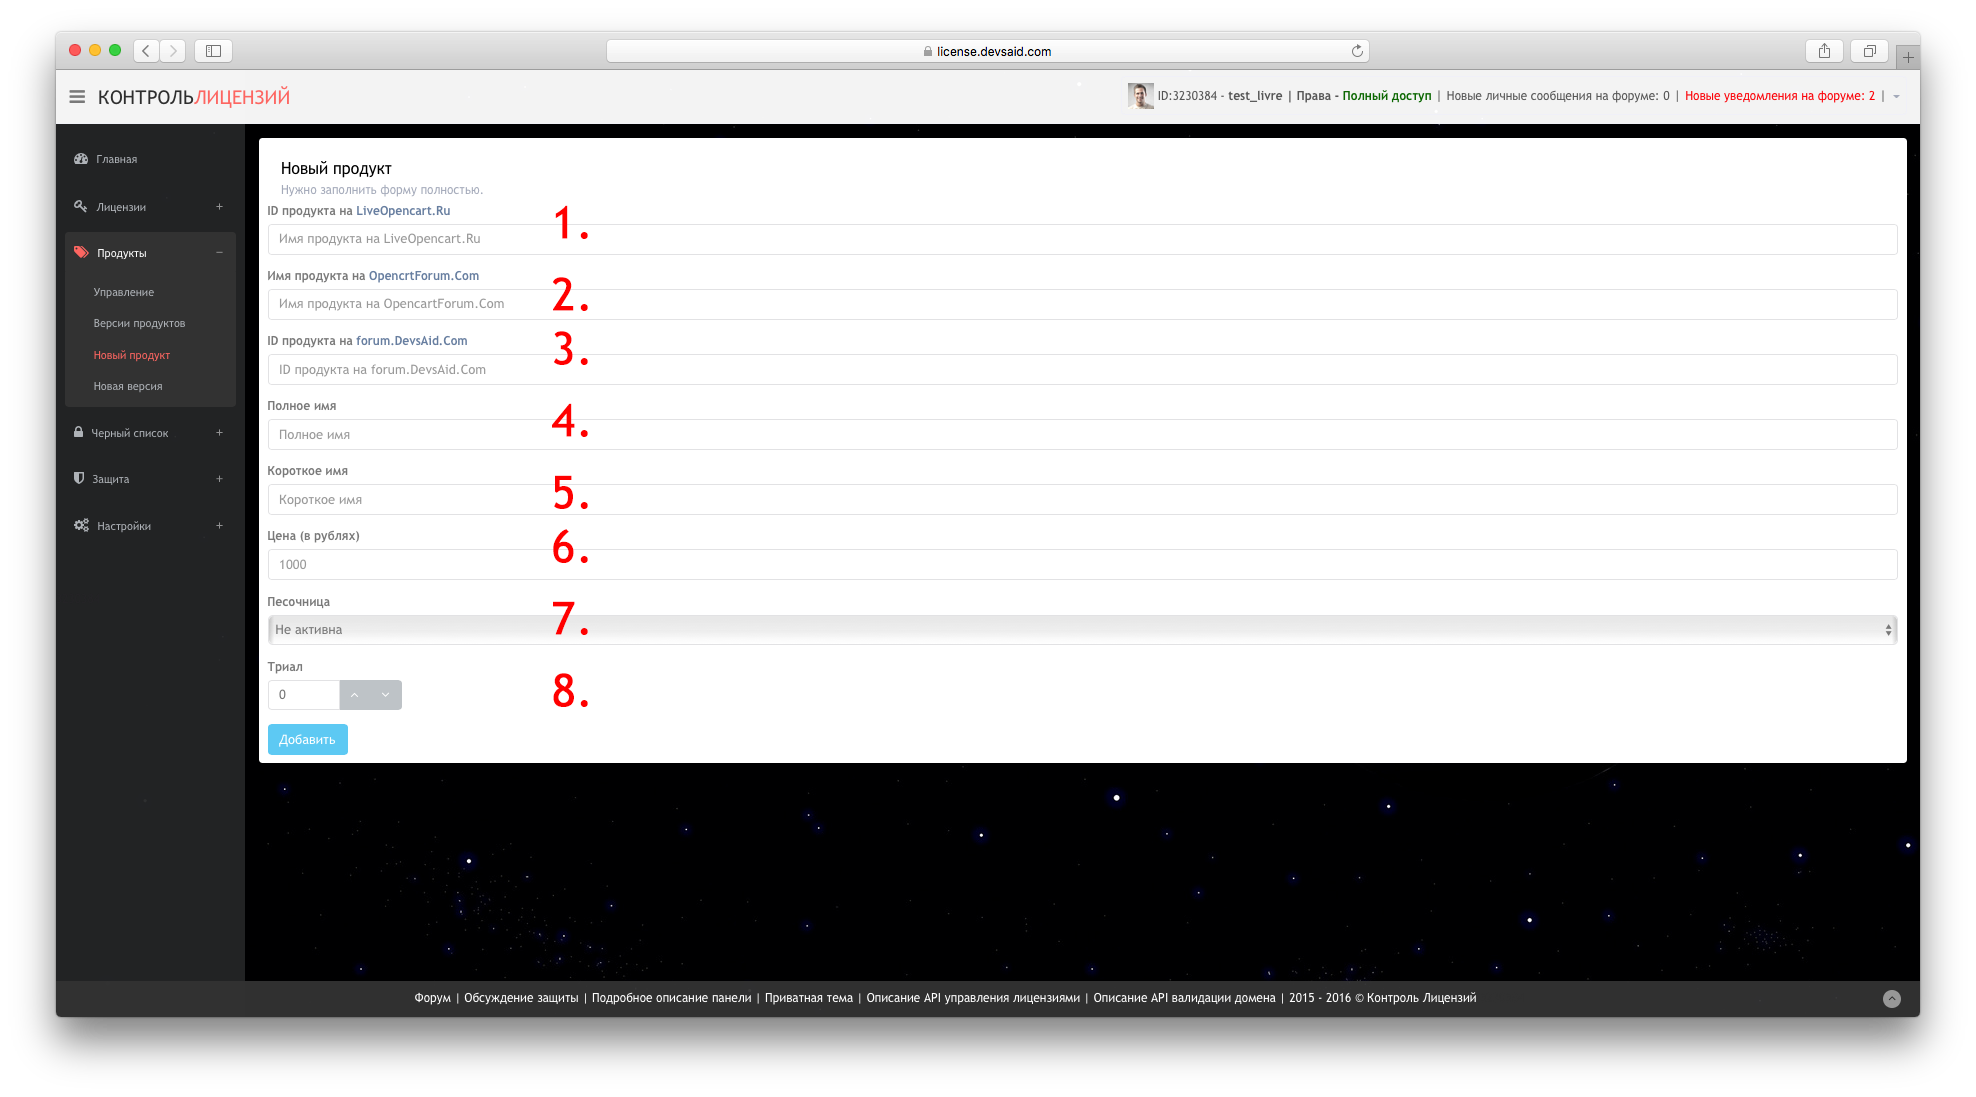 license.devsaid.com
КОНТРОЛЬЛИЦЕНЗИЙ
ID:3230384 - test_livre | Права - Полный доступ | Новые личные сообщения на форуме: 0 | Новые уведомления на форуме: 2 |
Главная
Лицензии +
Продукты −
Управление
Версии продуктов
Новый продукт
Новая версия
Черный список +
Защита +
Настройки +
Новый продукт
Нужно заполнить форму полностью.
ID продукта на LiveOpencart.Ru
1.
Имя продукта на LiveOpencart.Ru
Имя продукта на OpencrtForum.Com
2.
Имя продукта на OpencartForum.Com
ID продукта на forum.DevsAid.Com
3.
ID продукта на forum.DevsAid.Com
Полное имя
4.
Полное имя
Короткое имя
5.
Короткое имя
Цена (в рублях)
6.
1000
Песочница
7.
Не активна
Триал
8.
0
Добавить
Форум | Обсуждение защиты | Подробное описание панели | Приватная тема | Описание API управления лицензиями | Описание API валидации домена | 2015 - 2016 © Контроль Лицензий